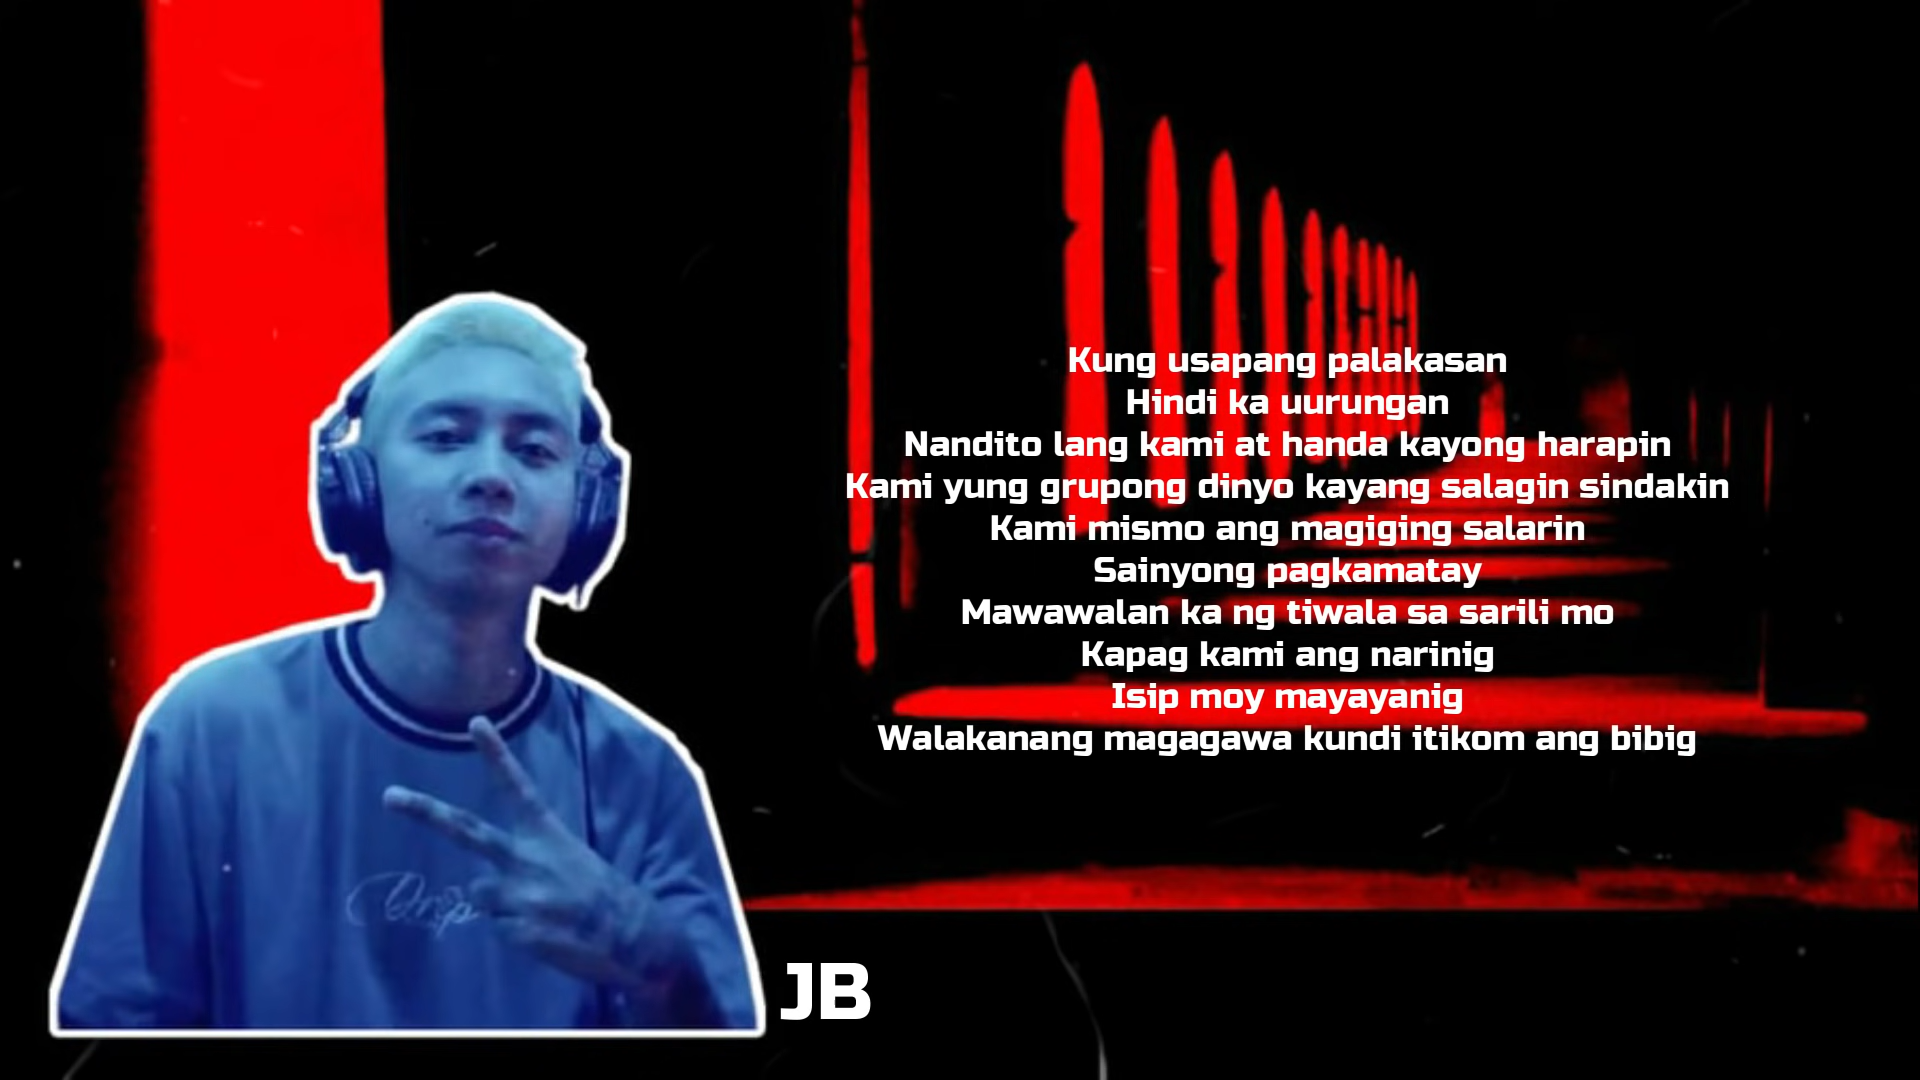 Kung usapang palakasan
Hindi ka uurungan
Nandito lang kami at handa kayong harapin
Kami yung grupong dinyo kayang salagin sindakin
Kami mismo ang magiging salarin
Sainyong pagkamatay
Mawawalan ka ng tiwala sa sarili mo
Kapag kami ang narinig
Isip moy mayayanig
Walakanang magagawa kundi itikom ang bibig
Drip
JB